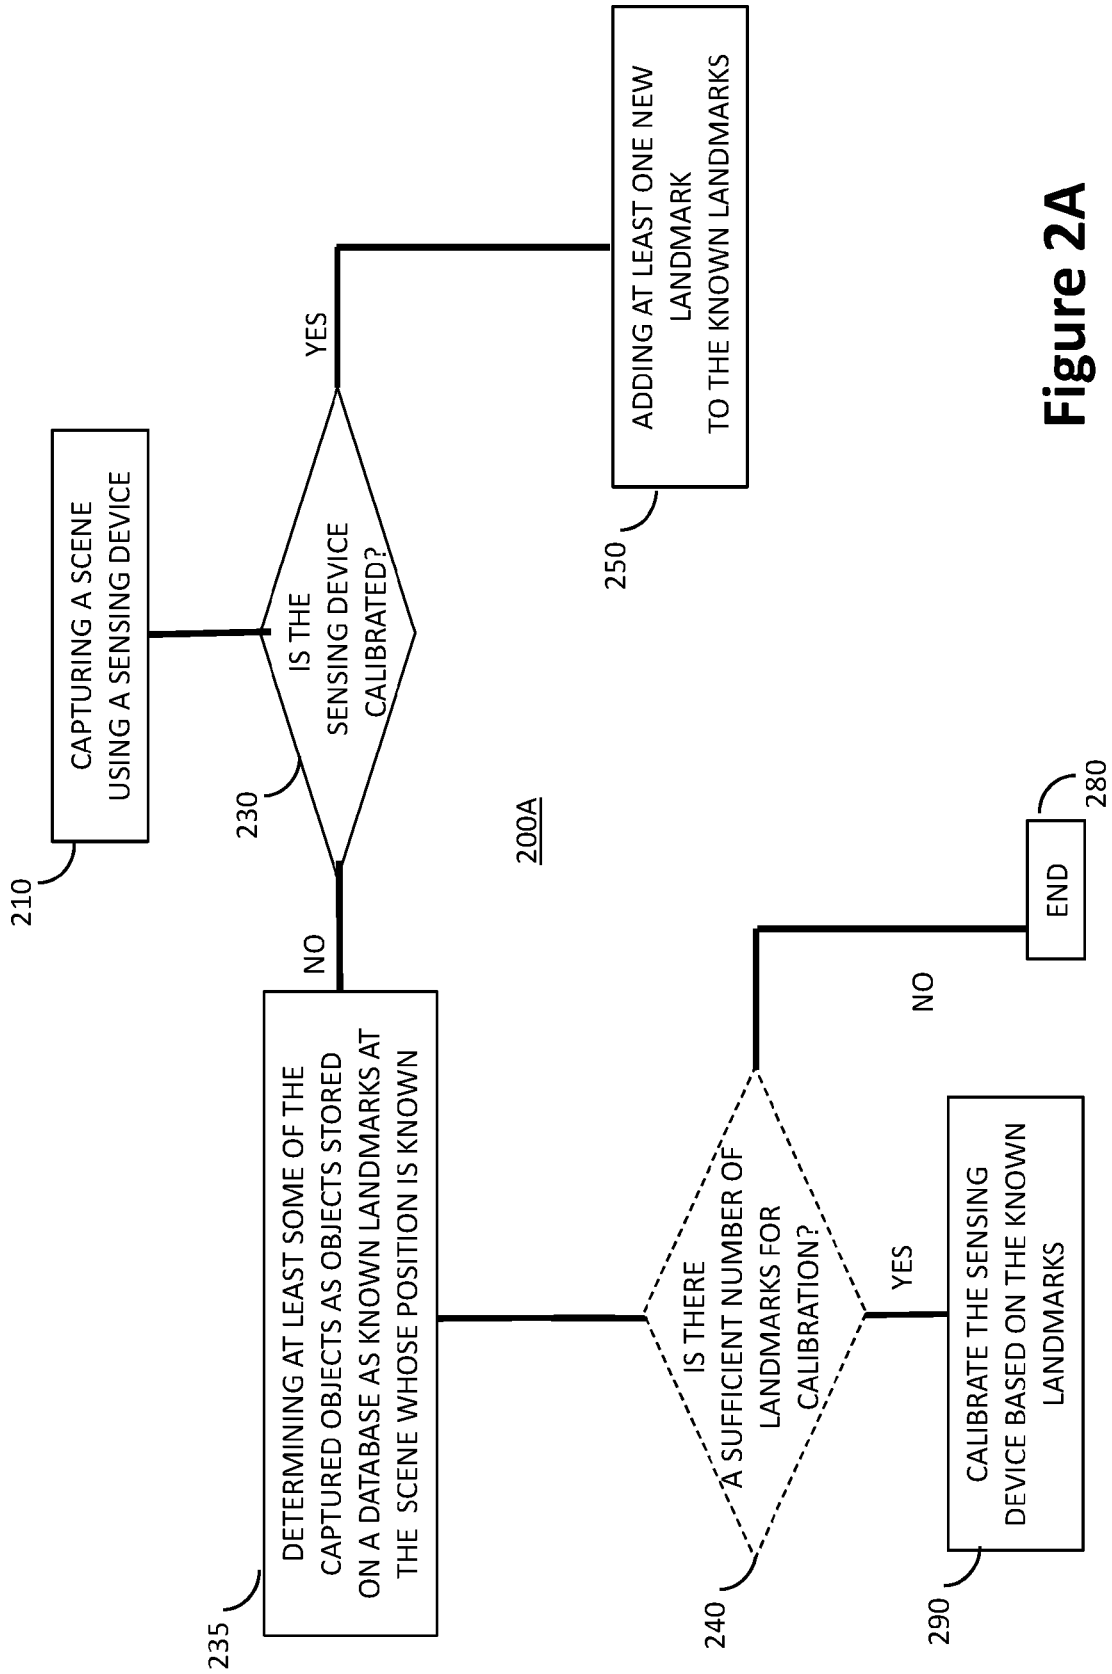 210
CAPTURING A SCENE
USING A SENSING DEVICE
230
IS THE
SENSING DEVICE
CALIBRATED?
NO
YES
235
DETERMINING AT LEAST SOME OF THE
CAPTURED OBJECTS AS OBJECTS STORED
ON A DATABASE AS KNOWN LANDMARKS AT
THE SCENE WHOSE POSITION IS KNOWN
200A
250
ADDING AT LEAST ONE NEW
LANDMARK
TO THE KNOWN LANDMARKS
240
IS THERE
A SUFFICIENT NUMBER OF
LANDMARKS FOR
CALIBRATION?
YES
NO
290
CALIBRATE THE SENSING
DEVICE BASED ON THE KNOWN
LANDMARKS
END
280
Figure 2A